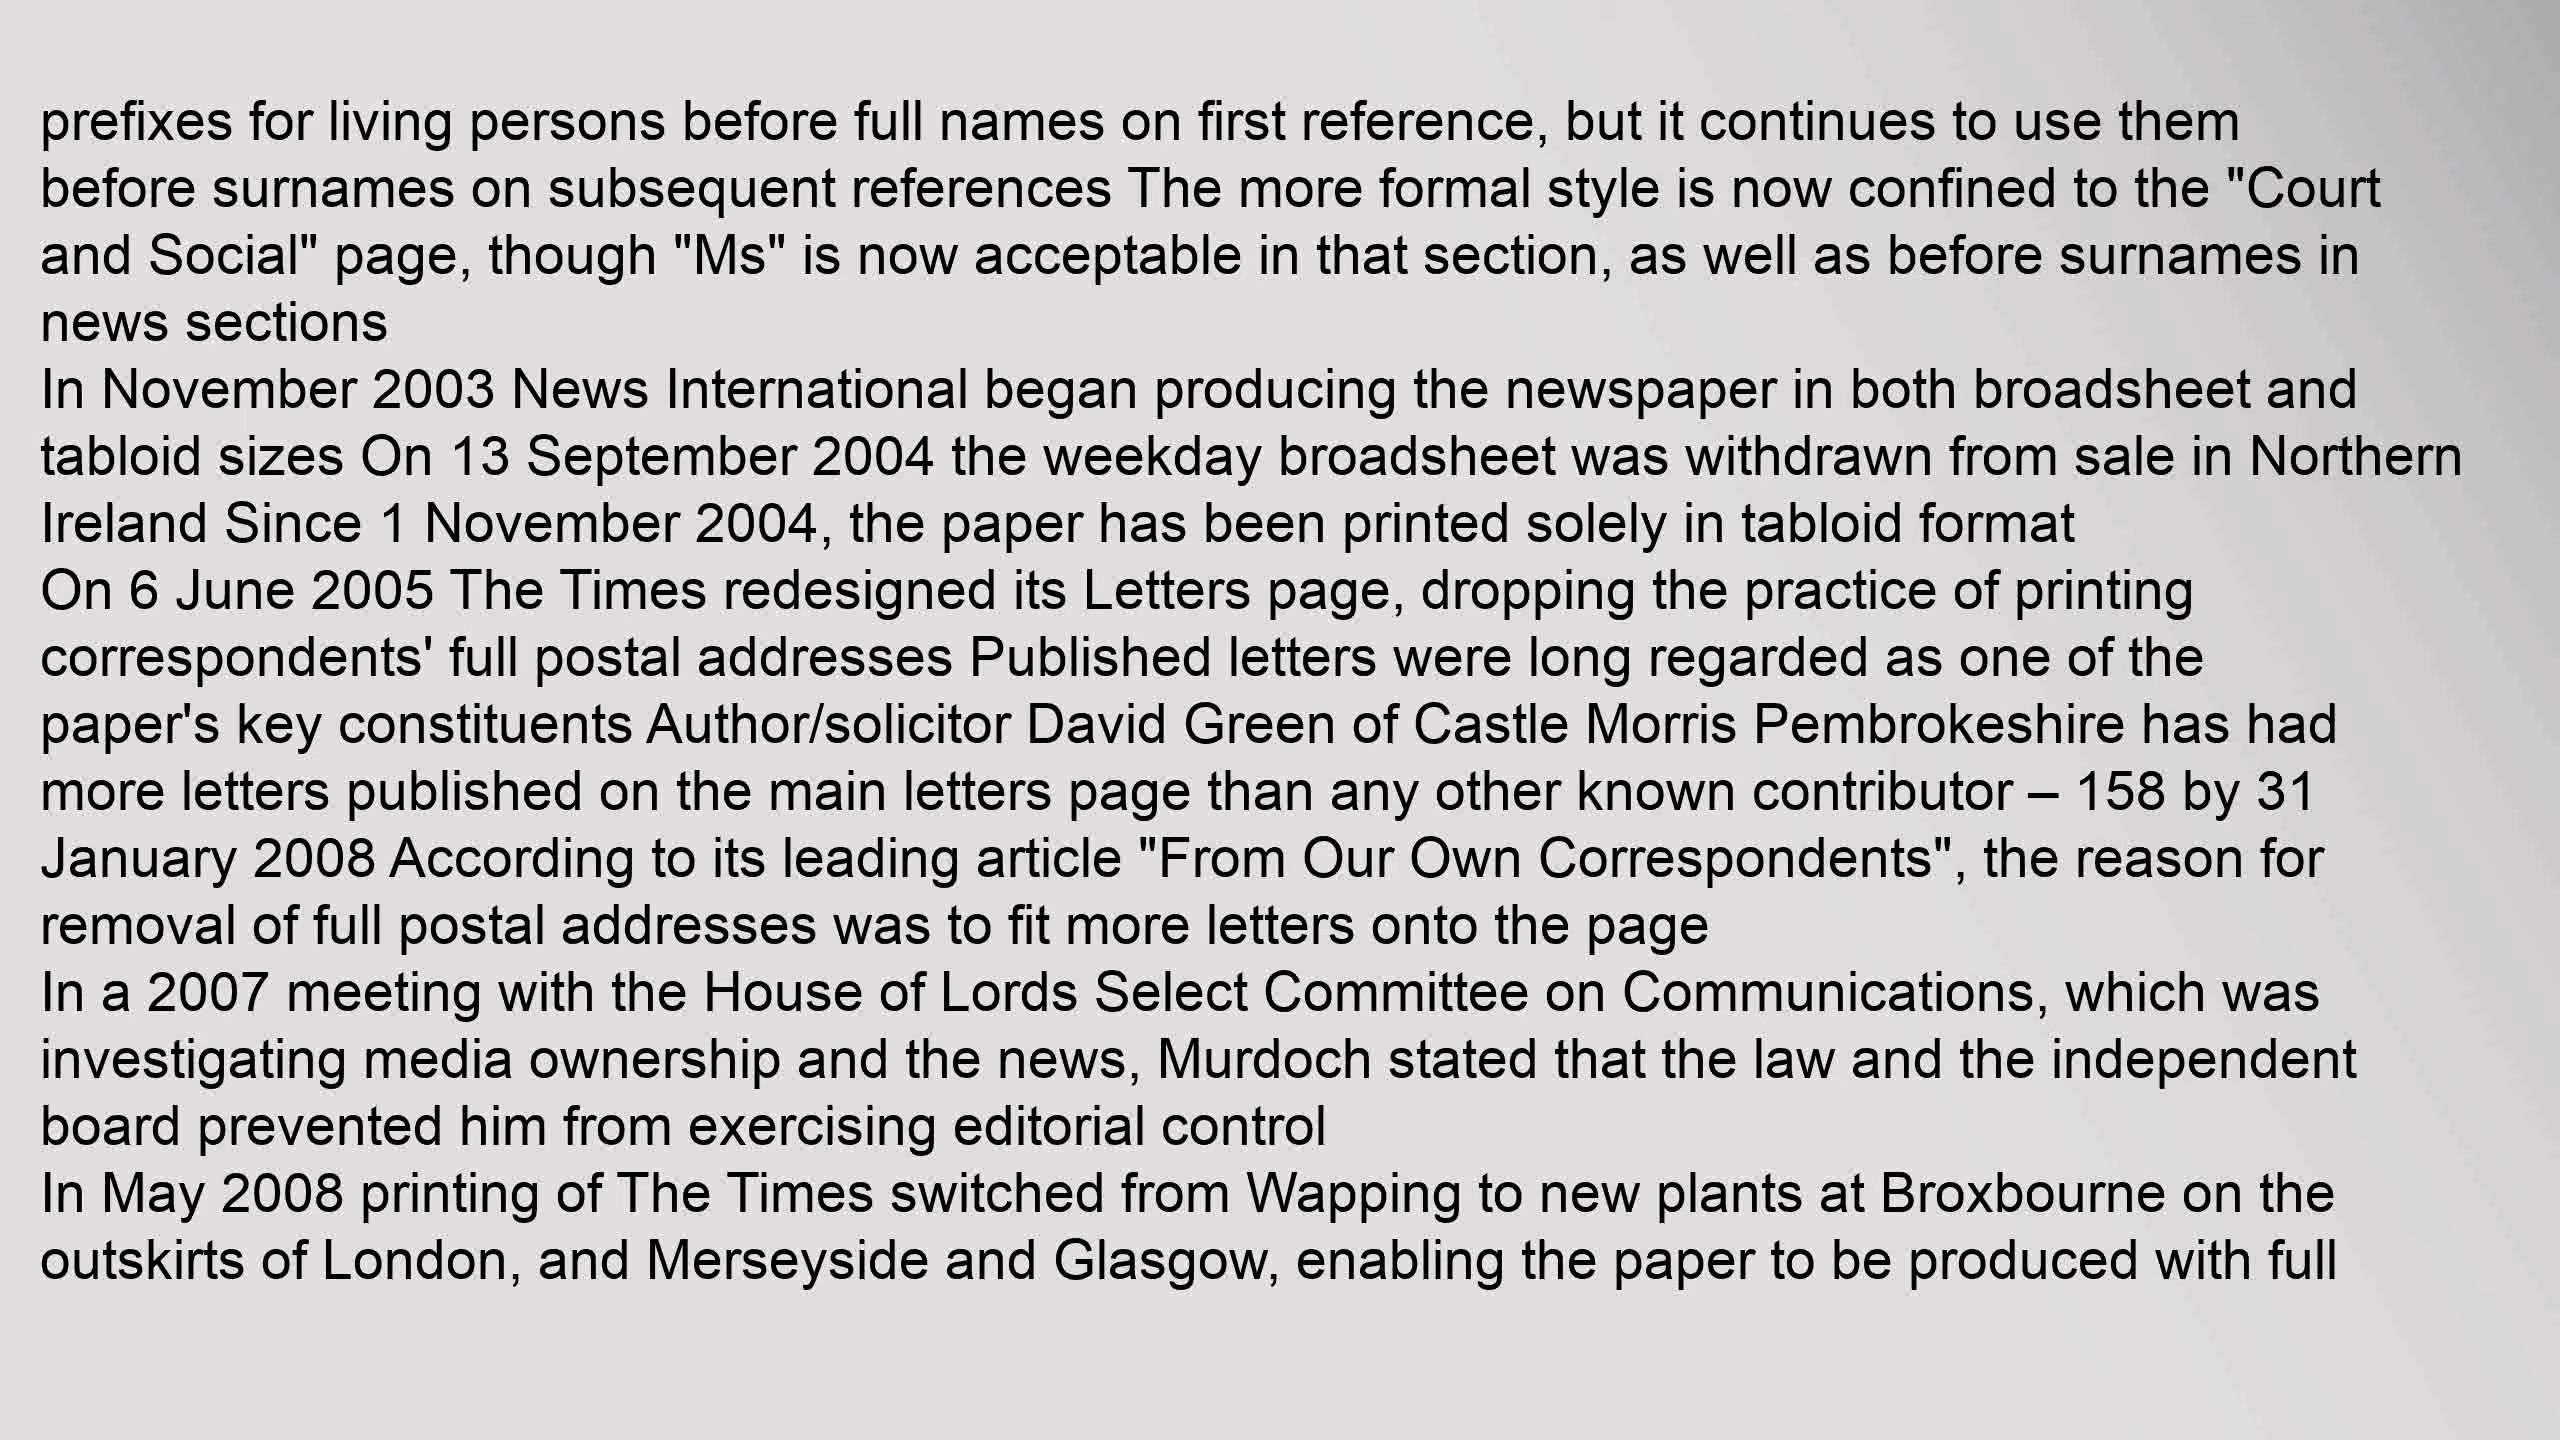 prefixes for living persons before full names on first reference, but it continues to use them
before surnames on subsequent references The more formal style is now confined to the "Court
and Social" page, though "Ms" is now acceptable in that section, as well as before surnames in
news sections
In November 2003 News International began producing the newspaper in both broadsheet and
tabloid sizes On 13 September 2004 the weekday broadsheet was withdrawn from sale in Northern
Ireland Since 1 November 2004, the paper has been printed solely in tabloid format
On 6 June 2005 The Times redesigned its Letters page, dropping the practice of printing
correspondents' full postal addresses Published letters were long regarded as one of the
paper's key constituents Author/solicitor David Green of Castle Morris Pembrokeshire has had
more letters published on the main letters page than any other known contributor – 158 by 31
January 2008 According to its leading article "From Our Own Correspondents", the reason for
removal of full postal addresses was to fit more letters onto the page
In a 2007 meeting with the House of Lords Select Committee on Communications, which was
investigating media ownership and the news, Murdoch stated that the law and the independent
board prevented him from exercising editorial control
In May 2008 printing of The Times switched from Wapping to new plants at Broxbourne on the
outskirts of London, and Merseyside and Glasgow, enabling the paper to be produced with full